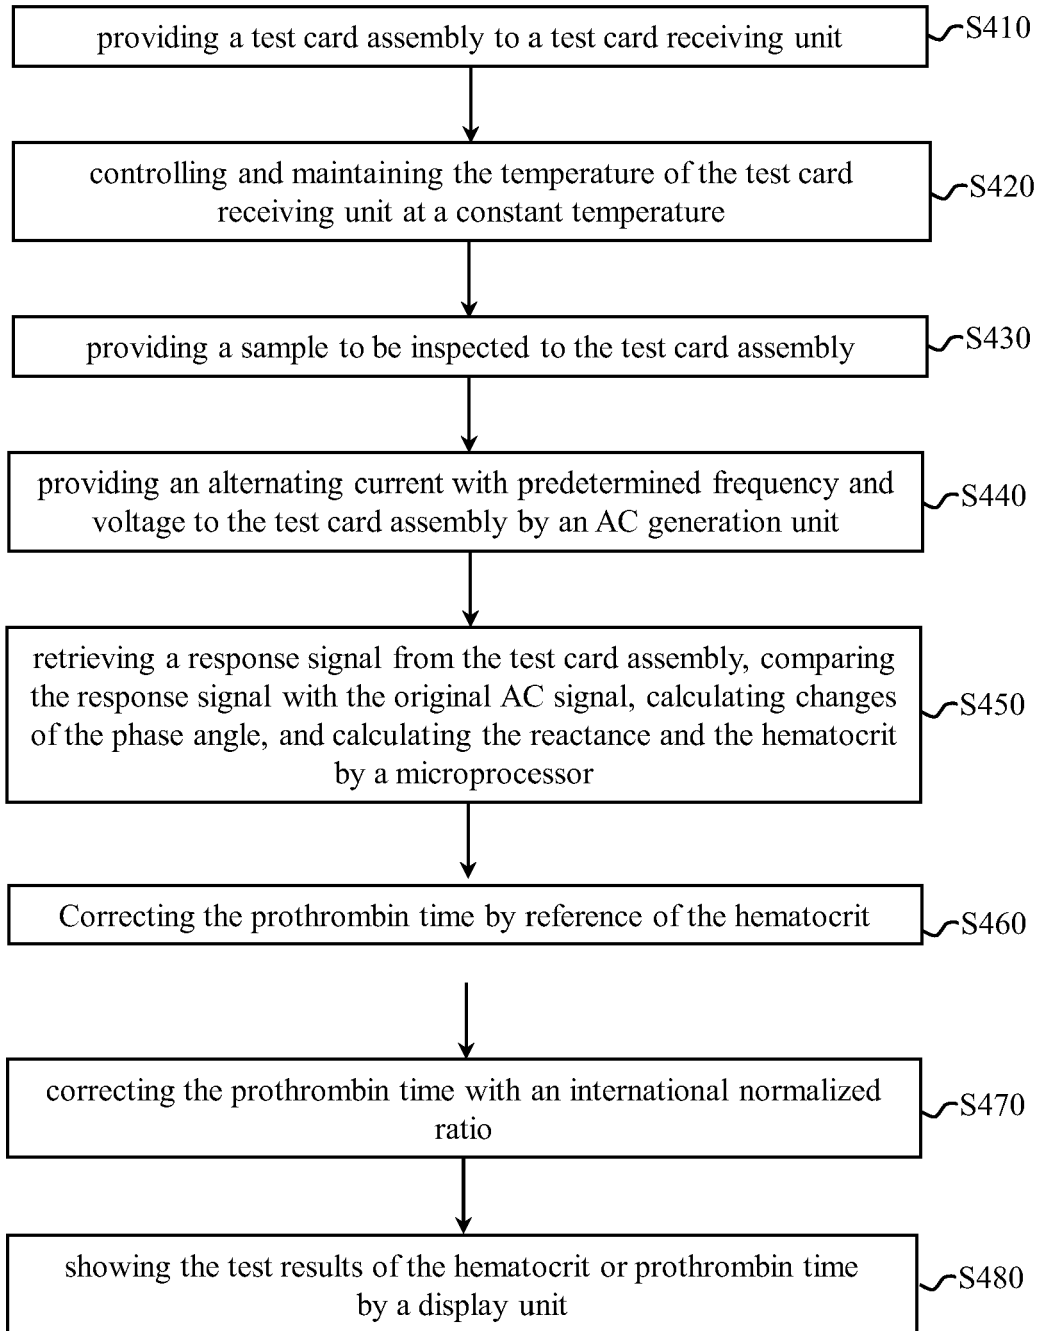 providing a test card assembly to a test card receiving unit
S410
controlling and maintaining the temperature of the test card
receiving unit at a constant temperature
S420
providing a sample to be inspected to the test card assembly
S430
providing an alternating current with predetermined frequency and
voltage to the test card assembly by an AC generation unit
S440
retrieving a response signal from the test card assembly, comparing
the response signal with the original AC signal, calculating changes
of the phase angle, and calculating the reactance and the hematocrit
by a microprocessor
S450
Correcting the prothrombin time by reference of the hematocrit
S460
correcting the prothrombin time with an international normalized
ratio
S470
showing the test results of the hematocrit or prothrombin time
by a display unit
S480